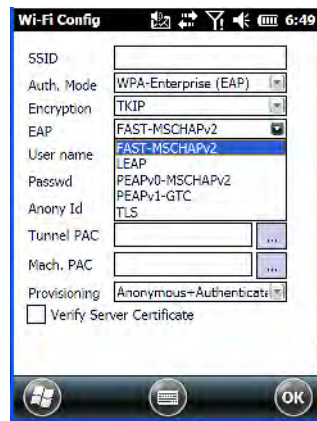 Wi-Fi Config 6:49
SSID
Auth. Mode WPA-Enterprise (EAP)
Encryption TKIP
EAP FAST-MSCHAPv2
FAST-MSCHAPv2
User name LEAP
PEAPv0-MSCHAPv2
Passwd PEAPv1-GTC
Anony Id TLS
Tunnel PAC ...
Mach. PAC ...
Provisioning Anonymous+Authenticate
Verify Server Certificate
OK